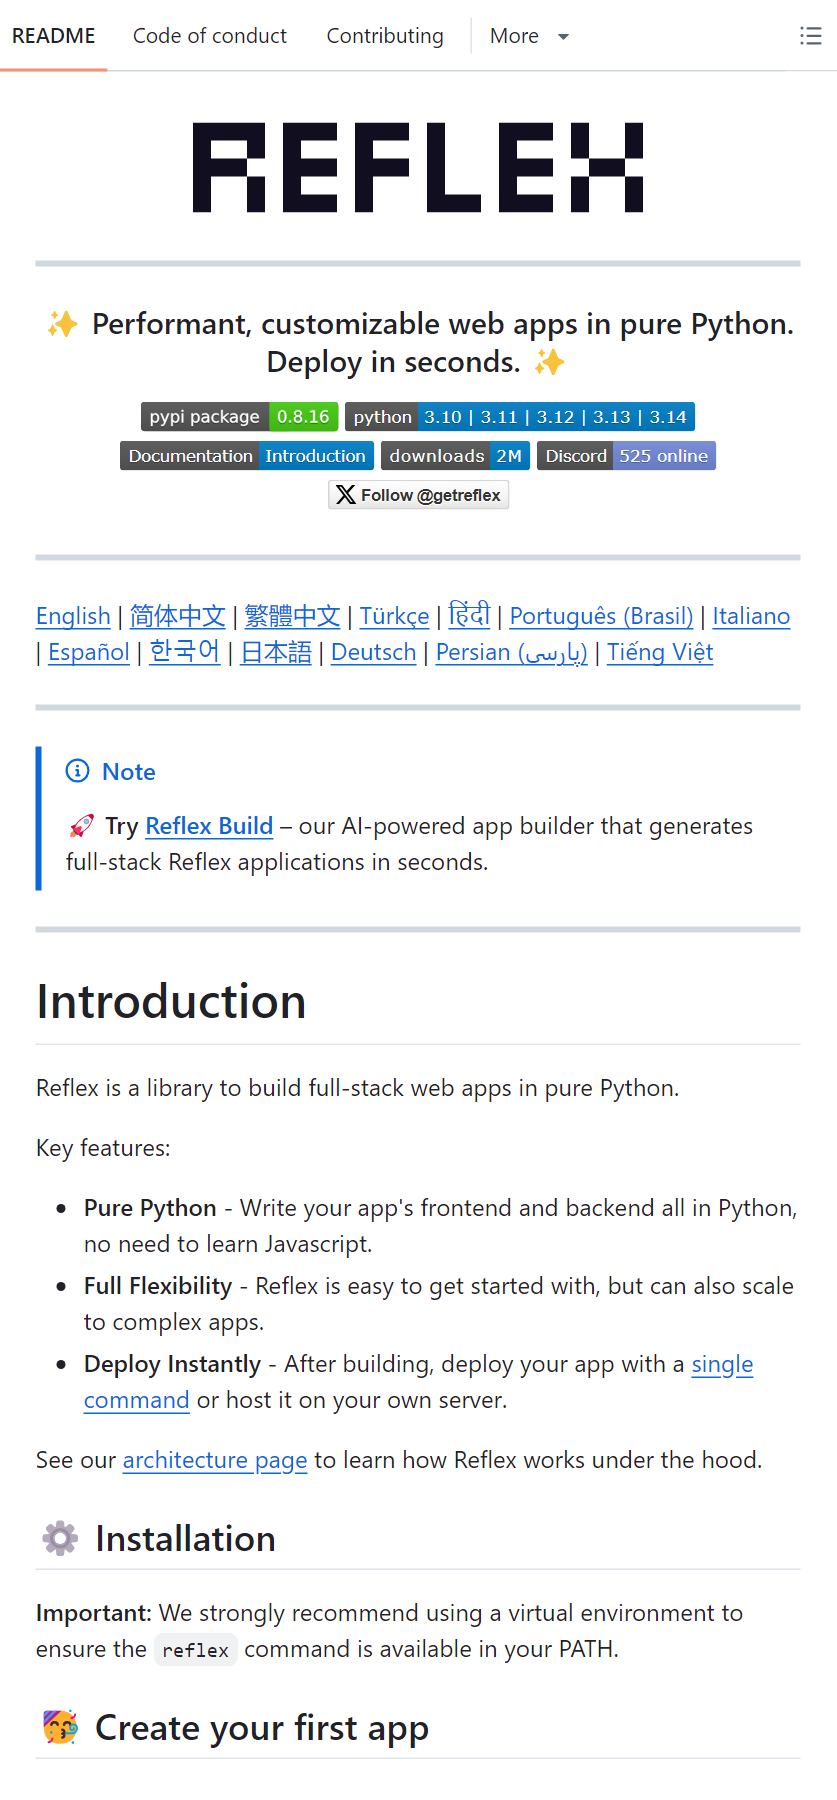 README Code of conduct Contributing More
REFLEX
✨ Performant, customizable web apps in pure Python.
Deploy in seconds. ✨
pypi package 0.8.16 python 3.10 | 3.11 | 3.12 | 3.13 | 3.14
Documentation Introduction downloads 2M Discord 525 online
Follow @getreflex
English | 简体中文 | 繁體中文 | Türkçe | हिंदी | Português (Brasil) | Italiano
| Español | 한국어 | 日本語 | Deutsch | Persian (پارسی) | Tiếng Việt
Note
🚀 Try Reflex Build – our AI-powered app builder that generates
full-stack Reflex applications in seconds.
Introduction
Reflex is a library to build full-stack web apps in pure Python.
Key features:
• Pure Python - Write your app's frontend and backend all in Python,
no need to learn Javascript.
• Full Flexibility - Reflex is easy to get started with, but can also scale
to complex apps.
• Deploy Instantly - After building, deploy your app with a single
command or host it on your own server.
See our architecture page to learn how Reflex works under the hood.
⚙️ Installation
Important: We strongly recommend using a virtual environment to
ensure the reflex command is available in your PATH.
🥳 Create your first app